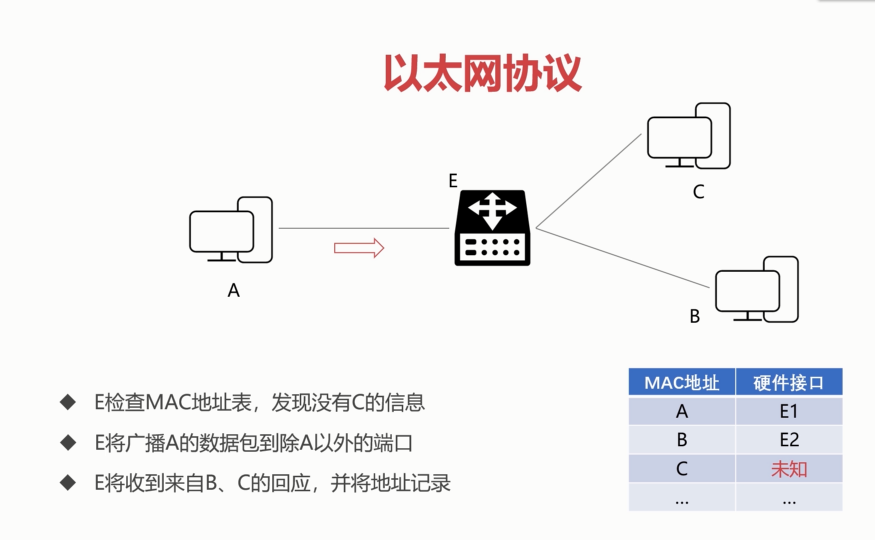 以太网协议
E
C
A
B
MAC地址 硬件接口
A E1
B E2
C 未知
... ...
◆ E检查MAC地址表，发现没有C的信息
◆ E将广播A的数据包到除A以外的端口
◆ E将收到来自B、C的回应，并将地址记录